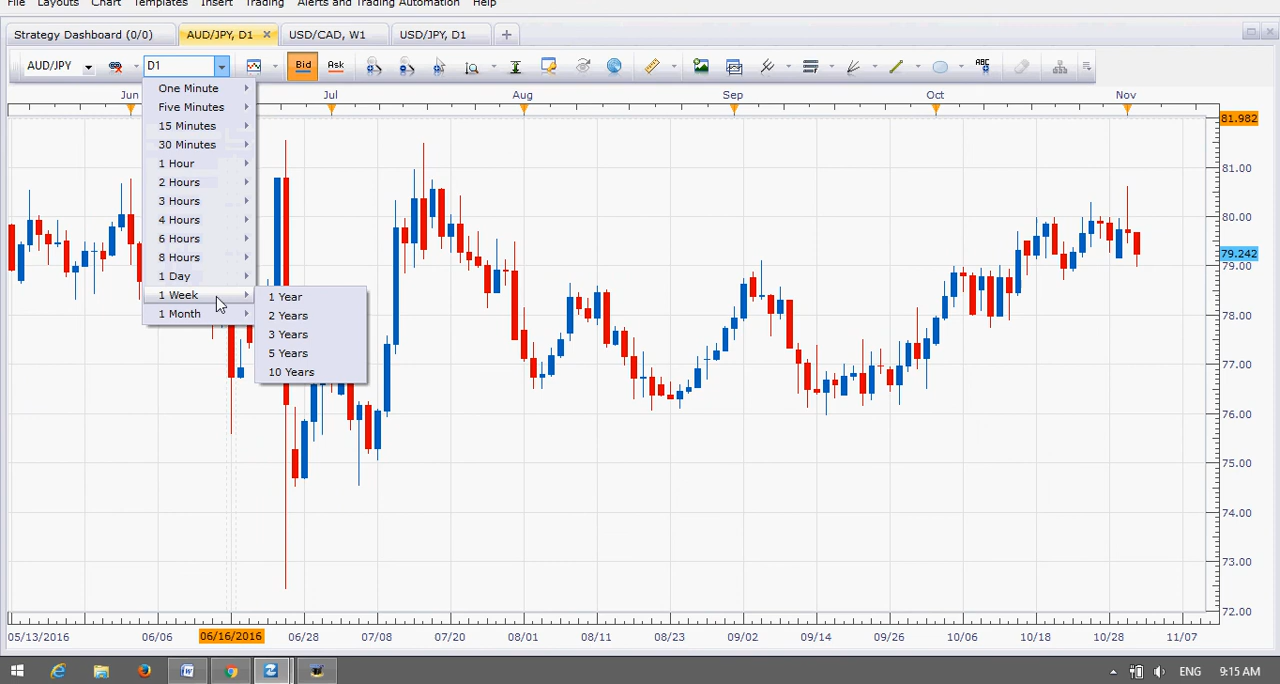 File Layouts Chart Templates Insert Trading Alerts and Trading Automation Help
Strategy Dashboard (0/0) AUD/JPY, D1 USD/CAD, W1 USD/JPY, D1
AUD/JPY D1 Bid Ask ABC
Jun Jul Aug Sep Oct Nov
One Minute
Five Minutes
15 Minutes
30 Minutes
1 Hour
2 Hours
3 Hours
4 Hours
6 Hours
8 Hours
1 Day
1 Week
1 Month
1 Year
2 Years
3 Years
5 Years
10 Years
81.982
81.00
80.00
79.242
79.00
78.00
77.00
76.00
75.00
74.00
73.00
72.00
05/13/2016 06/06 06/16/2016 06/28 07/08 07/20 08/01 08/11 08/23 09/02 09/14 09/26 10/06 10/18 10/28 11/07
ENG 9:15 AM